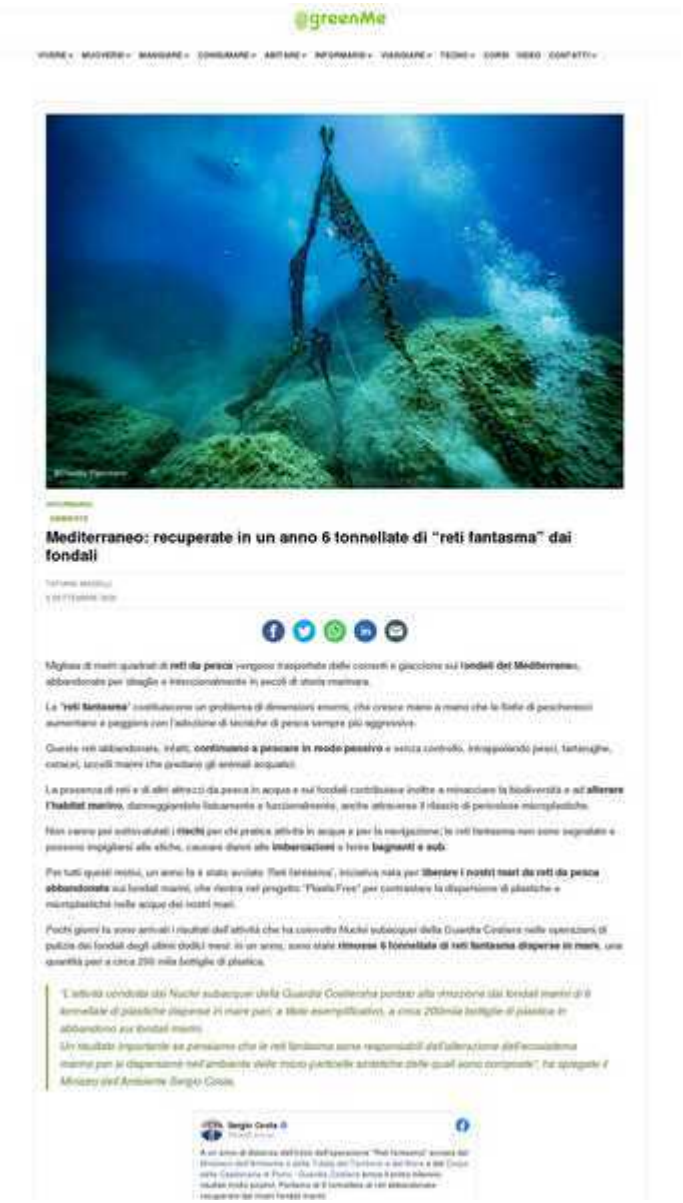 @greenMe
VIVERE MUOVERSI MANGIARE CONSUMARE ABITARE INFORMARSI VIAGGIARE TECNO CORSI VIDEO CONTATTI
INFORMARSI
AMBIENTE
Mediterraneo: recuperate in un anno 6 tonnellate di "reti fantasma" dai
fondali
Migliaia di metri quadrati di reti da pesca vengono trasportate dalle correnti e giacciono sui fondali del Mediterraneo,
abbandonate per sbaglio o intenzionalmente in secoli di storia marinara.
Le "reti fantasma" costituiscono un problema di dimensioni enormi, che cresce mano a mano che le flotte di pescherecci
aumentano e peggiora con l'adozione di tecniche di pesca sempre più aggressive.
Queste reti abbandonate, infatti, continuano a pescare in modo passivo e senza controllo, intrappolando pesci, tartarughe,
cetacei, uccelli marini che predano gli animali acquatici.
La presenza di reti e di altri attrezzi da pesca in acqua e sui fondali contribuisce inoltre a minacciare la biodiversità e ad alterare
l'habitat marino, danneggiandolo fisicamente e funzionalmente, anche attraverso il rilascio di pericolose microplastiche.
Non vanno poi sottovalutati i rischi per chi pratica attività in acqua e per la navigazione; le reti fantasma non sono segnalate e
possono impigliarsi alle eliche, causare danni alle imbarcazioni o ferire bagnanti e sub.
Per tutti questi motivi, un anno fa è stato avviato 'Reti fantasma', iniziativa nata per liberare i nostri mari da reti da pesca
abbandonate sui fondali marini, che rientra nel progetto "PlasticFree" per contrastare la dispersione di plastiche e
microplastiche nelle acque dei nostri mari.
Pochi giorni fa sono arrivati i risultati dell'attività che ha coinvolto Nuclei subacquei della Guardia Costiera nelle operazioni di
pulizia dei fondali degli ultimi dodici mesi: in un anno, sono state rimosse 6 tonnellate di reti fantasma disperse in mare, una
quantità pari a circa 200 mila bottiglie di plastica.
"L'attività condotta dai Nuclei subacquei della Guardia Costiera ha portato alla rimozione dai fondali marini di 6
tonnellate di plastiche disperse in mare pari, a titolo esemplificativo, a circa 200mila bottiglie di plastica in
abbandono sui fondali marini.
Un risultato importante se pensiamo che le reti fantasma sono responsabili dell'alterazione dell'ecosistema
marino per la dispersione nell'ambiente delle micro particelle sintetiche delle quali sono composte", ha spiegato il
Ministro dell'Ambiente Sergio Costa.
Sergio Costa